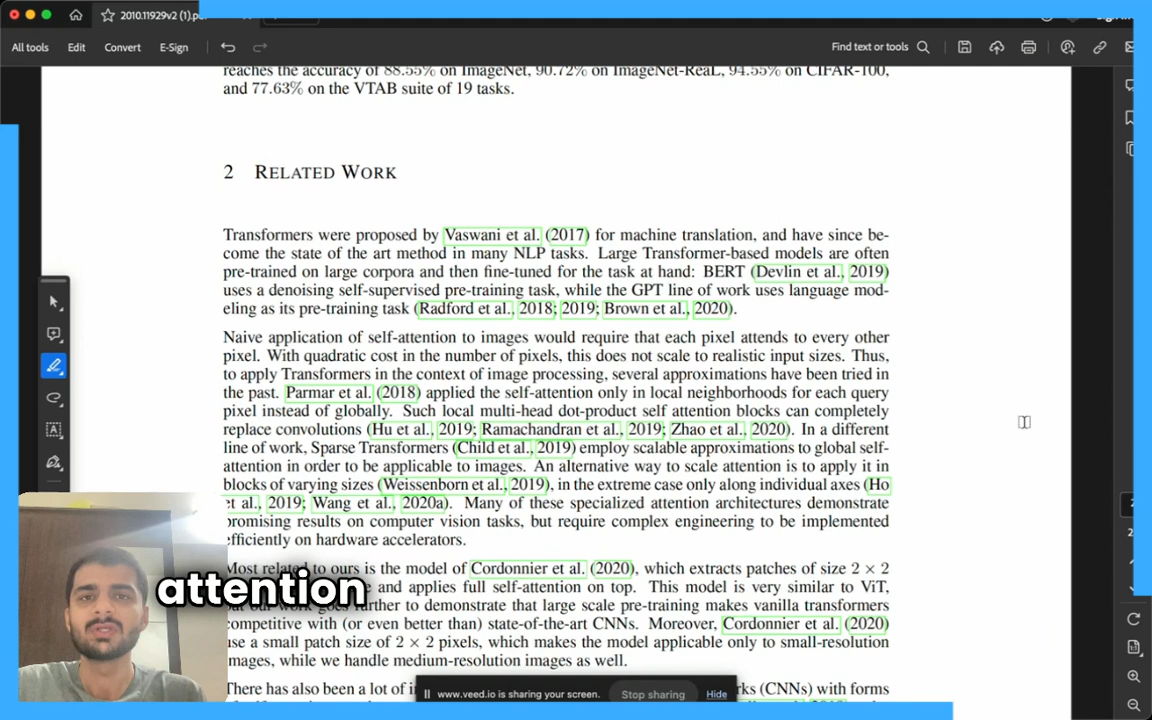 2010.11929v2 (1).p
All tools Edit Convert E-Sign Find text or tools
reaches the accuracy of 88.55% on ImageNet, 90.72% on ImageNet-ReaL, 94.55% on CIFAR-100,
and 77.63% on the VTAB suite of 19 tasks.
2 RELATED WORK
Transformers were proposed by Vaswani et al. (2017) for machine translation, and have since be-
come the state of the art method in many NLP tasks. Large Transformer-based models are often
pre-trained on large corpora and then fine-tuned for the task at hand: BERT (Devlin et al., 2019)
uses a denoising self-supervised pre-training task, while the GPT line of work uses language mod-
eling as its pre-training task (Radford et al., 2018; 2019; Brown et al., 2020).
Naive application of self-attention to images would require that each pixel attends to every other
pixel. With quadratic cost in the number of pixels, this does not scale to realistic input sizes. Thus,
to apply Transformers in the context of image processing, several approximations have been tried in
the past. Parmar et al. (2018) applied the self-attention only in local neighborhoods for each query
pixel instead of globally. Such local multi-head dot-product self attention blocks can completely
replace convolutions (Hu et al., 2019; Ramachandran et al., 2019; Zhao et al., 2020). In a different
line of work, Sparse Transformers (Child et al., 2019) employ scalable approximations to global self-
attention in order to be applicable to images. An alternative way to scale attention is to apply it in
blocks of varying sizes (Weissenborn et al., 2019), in the extreme case only along individual axes (Ho
et al., 2019; Wang et al., 2020a). Many of these specialized attention architectures demonstrate
promising results on computer vision tasks, but require complex engineering to be implemented
efficiently on hardware accelerators.
Most related to ours is the model of Cordonnier et al. (2020), which extracts patches of size 2 × 2
and applies full self-attention on top. This model is very similar to ViT,
attention
our work goes further to demonstrate that large scale pre-training makes vanilla transformers
competitive with (or even better than) state-of-the-art CNNs. Moreover, Cordonnier et al. (2020)
use a small patch size of 2 × 2 pixels, which makes the model applicable only to small-resolution
images, while we handle medium-resolution images as well.
There has also been a lot of (CNNs) with forms
www.veed.io is sharing your screen. Stop sharing Hide